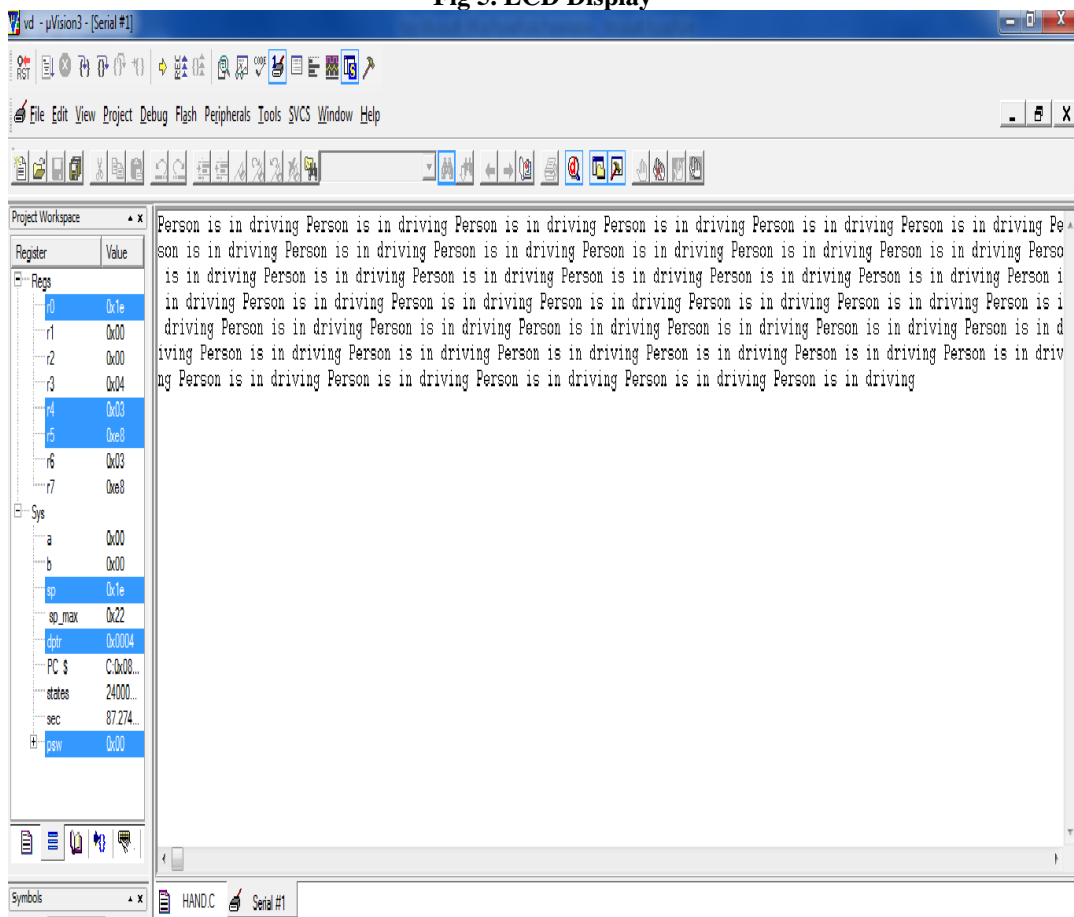 Fig 5. LCD Display
vd - µVision3 - [Serial #1]
File Edit View Project Debug Flash Peripherals Tools SVCS Window Help
Project Workspace
Register Value
Regs
r0 0x1e
r1 0x00
r2 0x00
r3 0x04
r4 0x03
r5 0xe8
r6 0x03
r7 0xe8
Sys
a 0x00
b 0x00
sp 0x1e
sp_max 0x22
dptr 0x0004
PC $ C:0x08...
states 24000...
sec 87.274...
psw 0x00
Person is in driving Person is in driving Person is in driving Person is in driving Person is in driving Person is in driving Pe
son is in driving Person is in driving Person is in driving Person is in driving Person is in driving Person is in driving Perso
is in driving Person is in driving Person is in driving Person is in driving Person is in driving Person is in driving Person i
in driving Person is in driving Person is in driving Person is in driving Person is in driving Person is in driving Person is i
driving Person is in driving Person is in driving Person is in driving Person is in driving Person is in driving Person is in d
iving Person is in driving Person is in driving Person is in driving Person is in driving Person is in driving Person is in driv
ng Person is in driving Person is in driving Person is in driving Person is in driving Person is in driving
Symbols
HAND.C Serial #1